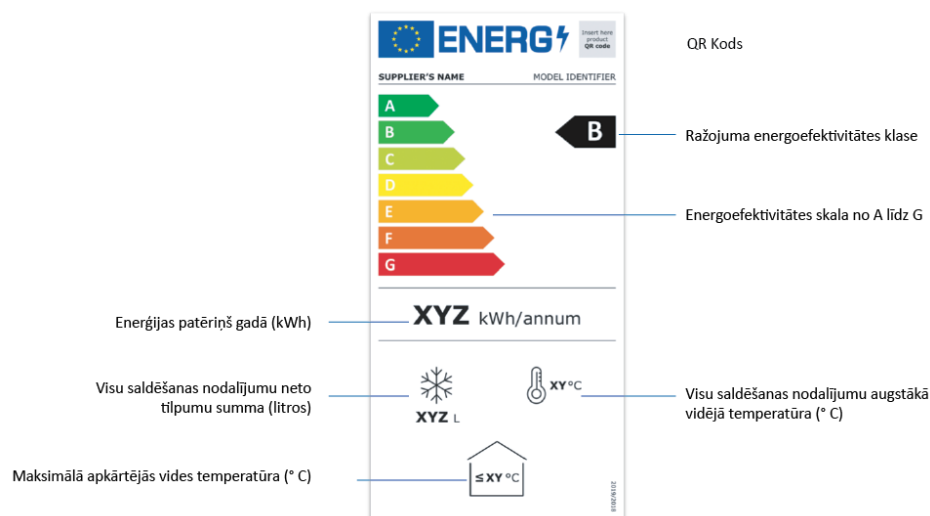 ENERG
Insert here
product
QR code
QR Kods
SUPPLIER'S NAME MODEL IDENTIFIER
A
B
B
Ražojuma energoefektivitātes klase
C
D
E
Energoefektivitātes skala no A līdz G
F
G
Enerģijas patēriņš gadā (kWh)
XYZ kWh/annum
Visu saldēšanas nodalījumu neto
tilpumu summa (litros)
XYZ L
XY °C
Visu saldēšanas nodalījumu augstākā
vidējā temperatūra (° C)
Maksimālā apkārtējās vides temperatūra (° C)
≤ XY °C
2019/2018